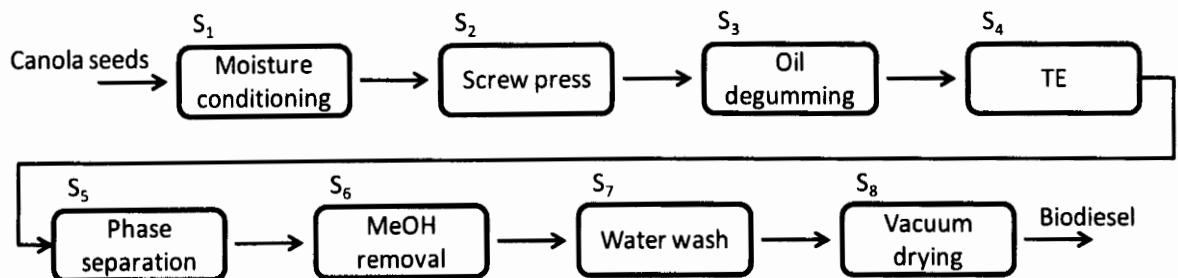 S₁
S₂
S₃
S₄
Canola seeds
Moisture
conditioning
Screw press
Oil
degumming
TE
S₅
S₆
S₇
S₈
Phase
separation
MeOH
removal
Water wash
Vacuum
drying
Biodiesel